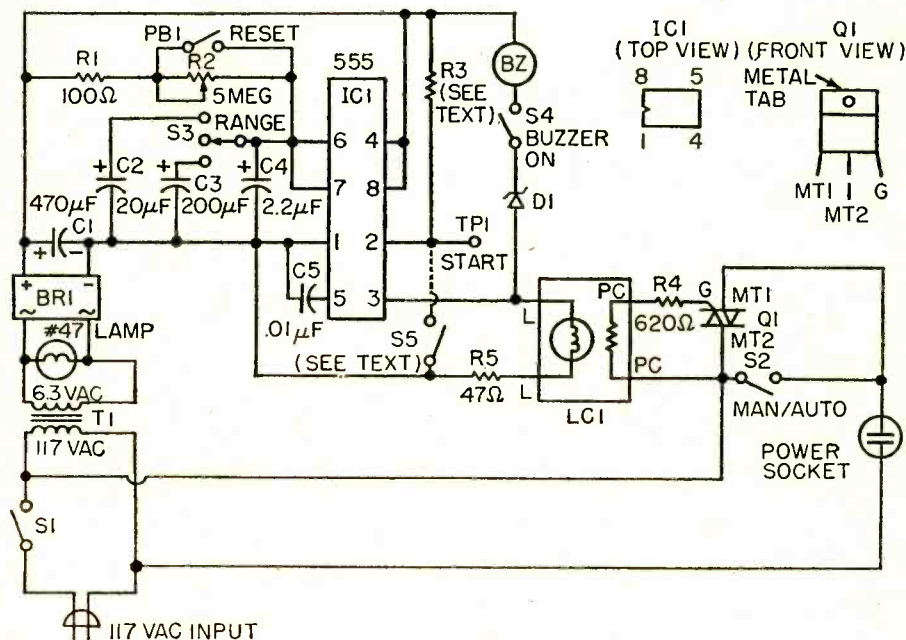 PB1 RESET
R1
100Ω
R2
5 MEG
555
IC1
R3
(SEE
TEXT)
BZ
S4
BUZZER
ON
D1
IC1
(TOP VIEW)
8 5
1 4
Q1
(FRONT VIEW)
METAL
TAB
MT1
MT2
G
S3
RANGE
+
C2
20µF
+
C3
200µF
+
C4
2.2µF
6
7
1
5
4
8
2
3
TP1
START
470µF
C1
+ -
C5
.01µF
+ -
BR1
~ ~
#47 LAMP
6.3 VAC
T1
117 VAC
S5
(SEE TEXT)
R5
47Ω
L
L
PC
PC
LC1
R4
620Ω
G
MT1
Q1
MT2
S2
MAN/AUTO
POWER
SOCKET
S1
117 VAC INPUT